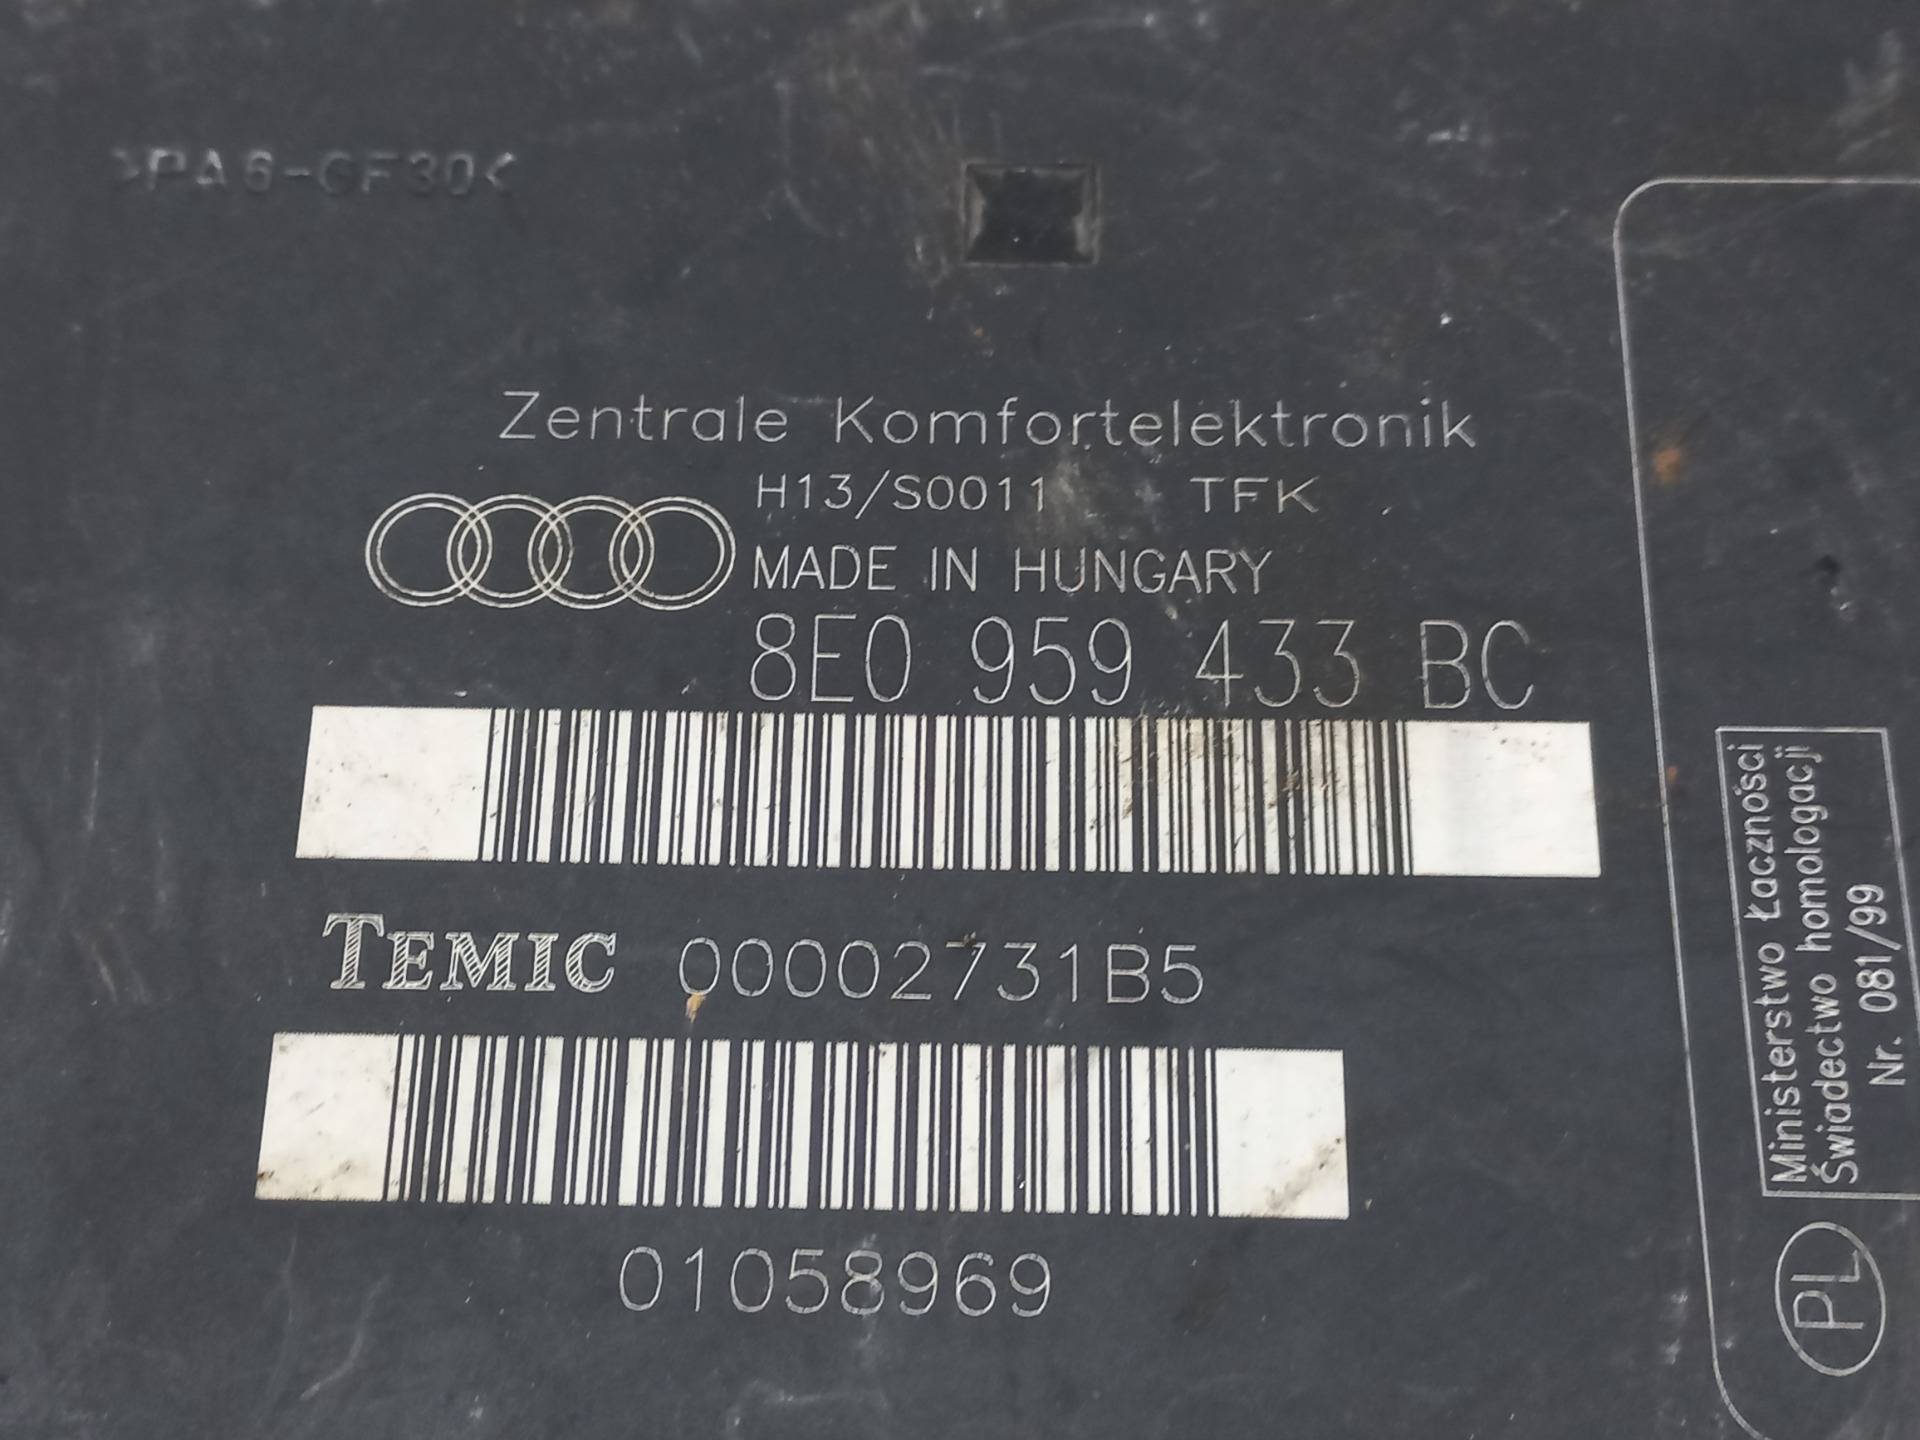 >PA6-GF30<
Zentrale Komfortelektronik
H13/S0011 TFK
MADE IN HUNGARY
8E0 959 433 BC
TEMIC 00002731B5
01058969
Ministerstwo Łączności
Świadectwo homologacji
Nr. 081/99
PL